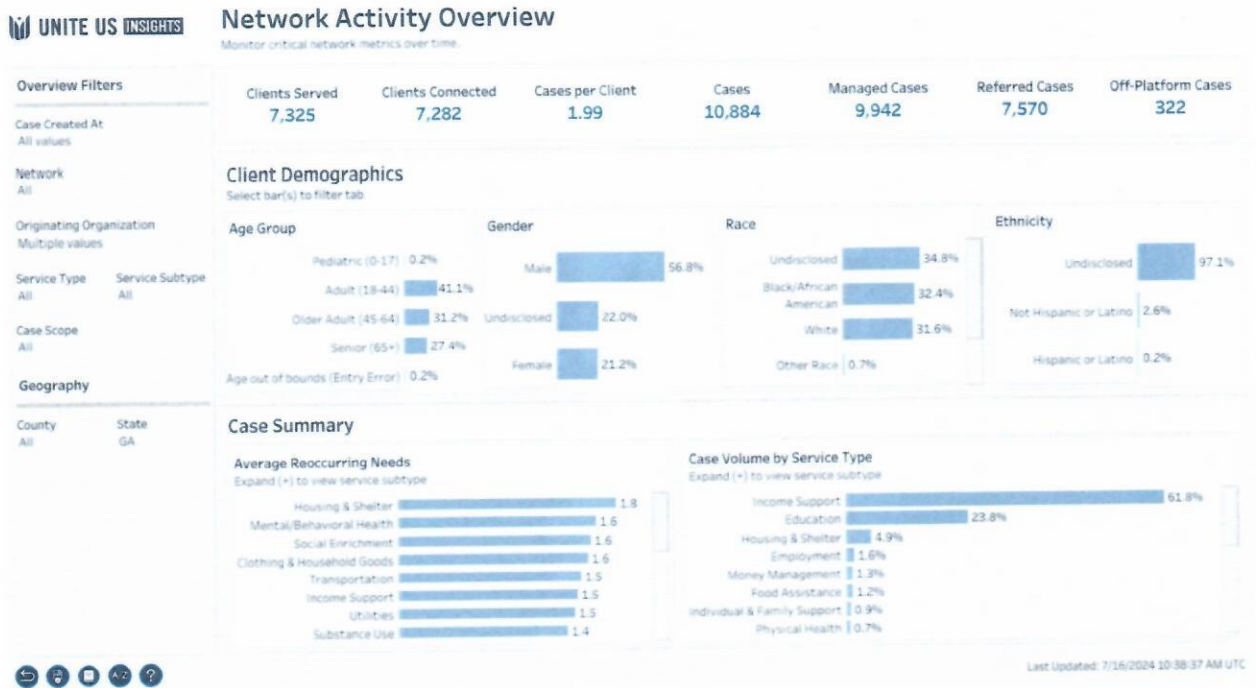 UNITE US INSIGHTS
Network Activity Overview
Monitor critical network metrics over time.
Overview Filters
Case Created At
All values
Network
All
Originating Organization
Multiple values
Service Type Service Subtype
All All
Case Scope
All
Geography
County State
All GA
Clients Served Clients Connected Cases per Client Cases Managed Cases Referred Cases Off-Platform Cases
7,325 7,282 1.99 10,884 9,942 7,570 322
Client Demographics
Select bar(s) to filter tab
Age Group
Pediatric (0-17) 0.2%
Adult (18-44) 41.1%
Older Adult (45-64) 31.2%
Senior (65+) 27.4%
Age out of bounds (Entry Error) 0.2%
Gender
Male 56.8%
Undisclosed 22.0%
Female 21.2%
Race
Undisclosed 34.8%
Black/African
American 32.4%
White 31.6%
Other Race 0.7%
Ethnicity
Undisclosed 97.1%
Not Hispanic or Latino 2.6%
Hispanic or Latino 0.2%
Case Summary
Average Reoccurring Needs
Expand (+) to view service subtype
Housing & Shelter 1.8
Mental/Behavioral Health 1.6
Social Enrichment 1.6
Clothing & Household Goods 1.6
Transportation 1.5
Income Support 1.5
Utilities 1.5
Substance Use 1.4
Case Volume by Service Type
Expand (+) to view service subtype
Income Support 61.8%
Education 23.8%
Housing & Shelter 4.9%
Employment 1.6%
Money Management 1.3%
Food Assistance 1.2%
Individual & Family Support 0.9%
Physical Health 0.7%
A-Z ?
Last Updated: 7/16/2024 10:38:37 AM UTC